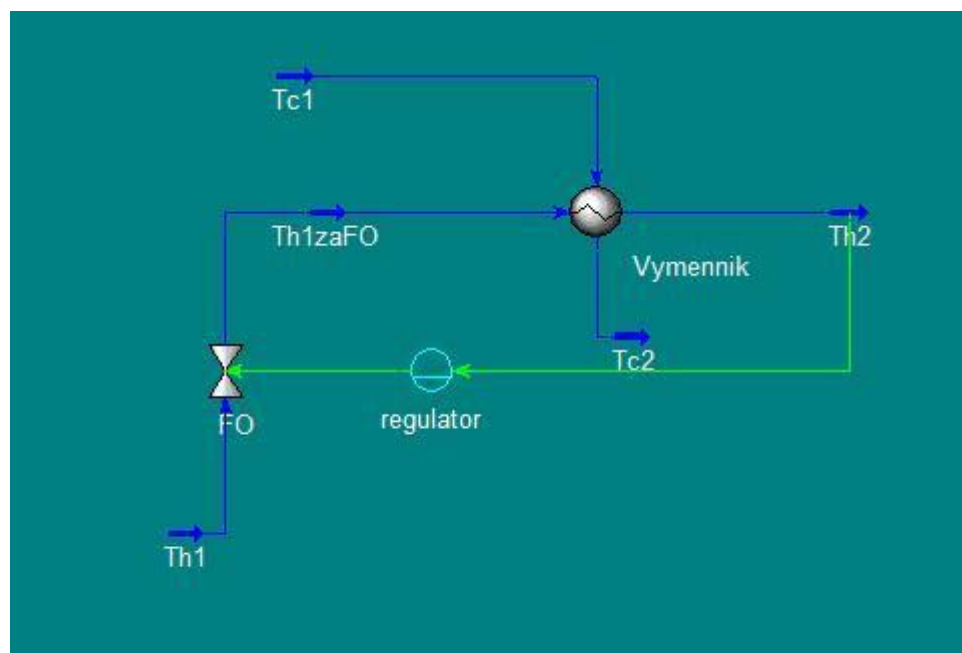 Tc1
Th1zaFO
Th2
Vymennik
Tc2
FO
regulator
Th1